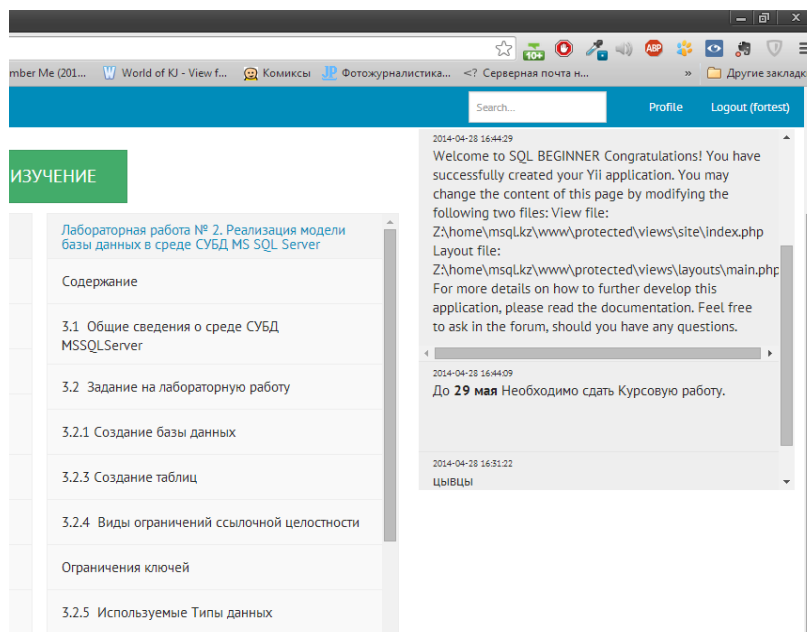 10+
ABP
mber Me (201...
World of KJ - View f...
Комиксы
JP Фотожурналистика...
<? Серверная почта н...
»
Другие закладк
Search...
Profile
Logout (fortest)
ИЗУЧЕНИЕ
Лабораторная работа № 2. Реализация модели
базы данных в среде СУБД MS SQL Server
Содержание
3.1 Общие сведения о среде СУБД
MSSQLServer
3.2 Задание на лабораторную работу
3.2.1 Создание базы данных
3.2.3 Создание таблиц
3.2.4 Виды ограничений ссылочной целостности
Ограничения ключей
3.2.5 Используемые Типы данных
2014-04-28 16:44:29
Welcome to SQL BEGINNER Congratulations! You have
successfully created your Yii application. You may
change the content of this page by modifying the
following two files: View file:
Z:\home\msql.kz\www\protected\views\site\index.php
Layout file:
Z:\home\msql.kz\www\protected\views\layouts\main.php
For more details on how to further develop this
application, please read the documentation. Feel free
to ask in the forum, should you have any questions.
2014-04-28 16:44:09
До 29 мая Необходимо сдать Курсовую работу.
2014-04-28 16:31:22
цывцы